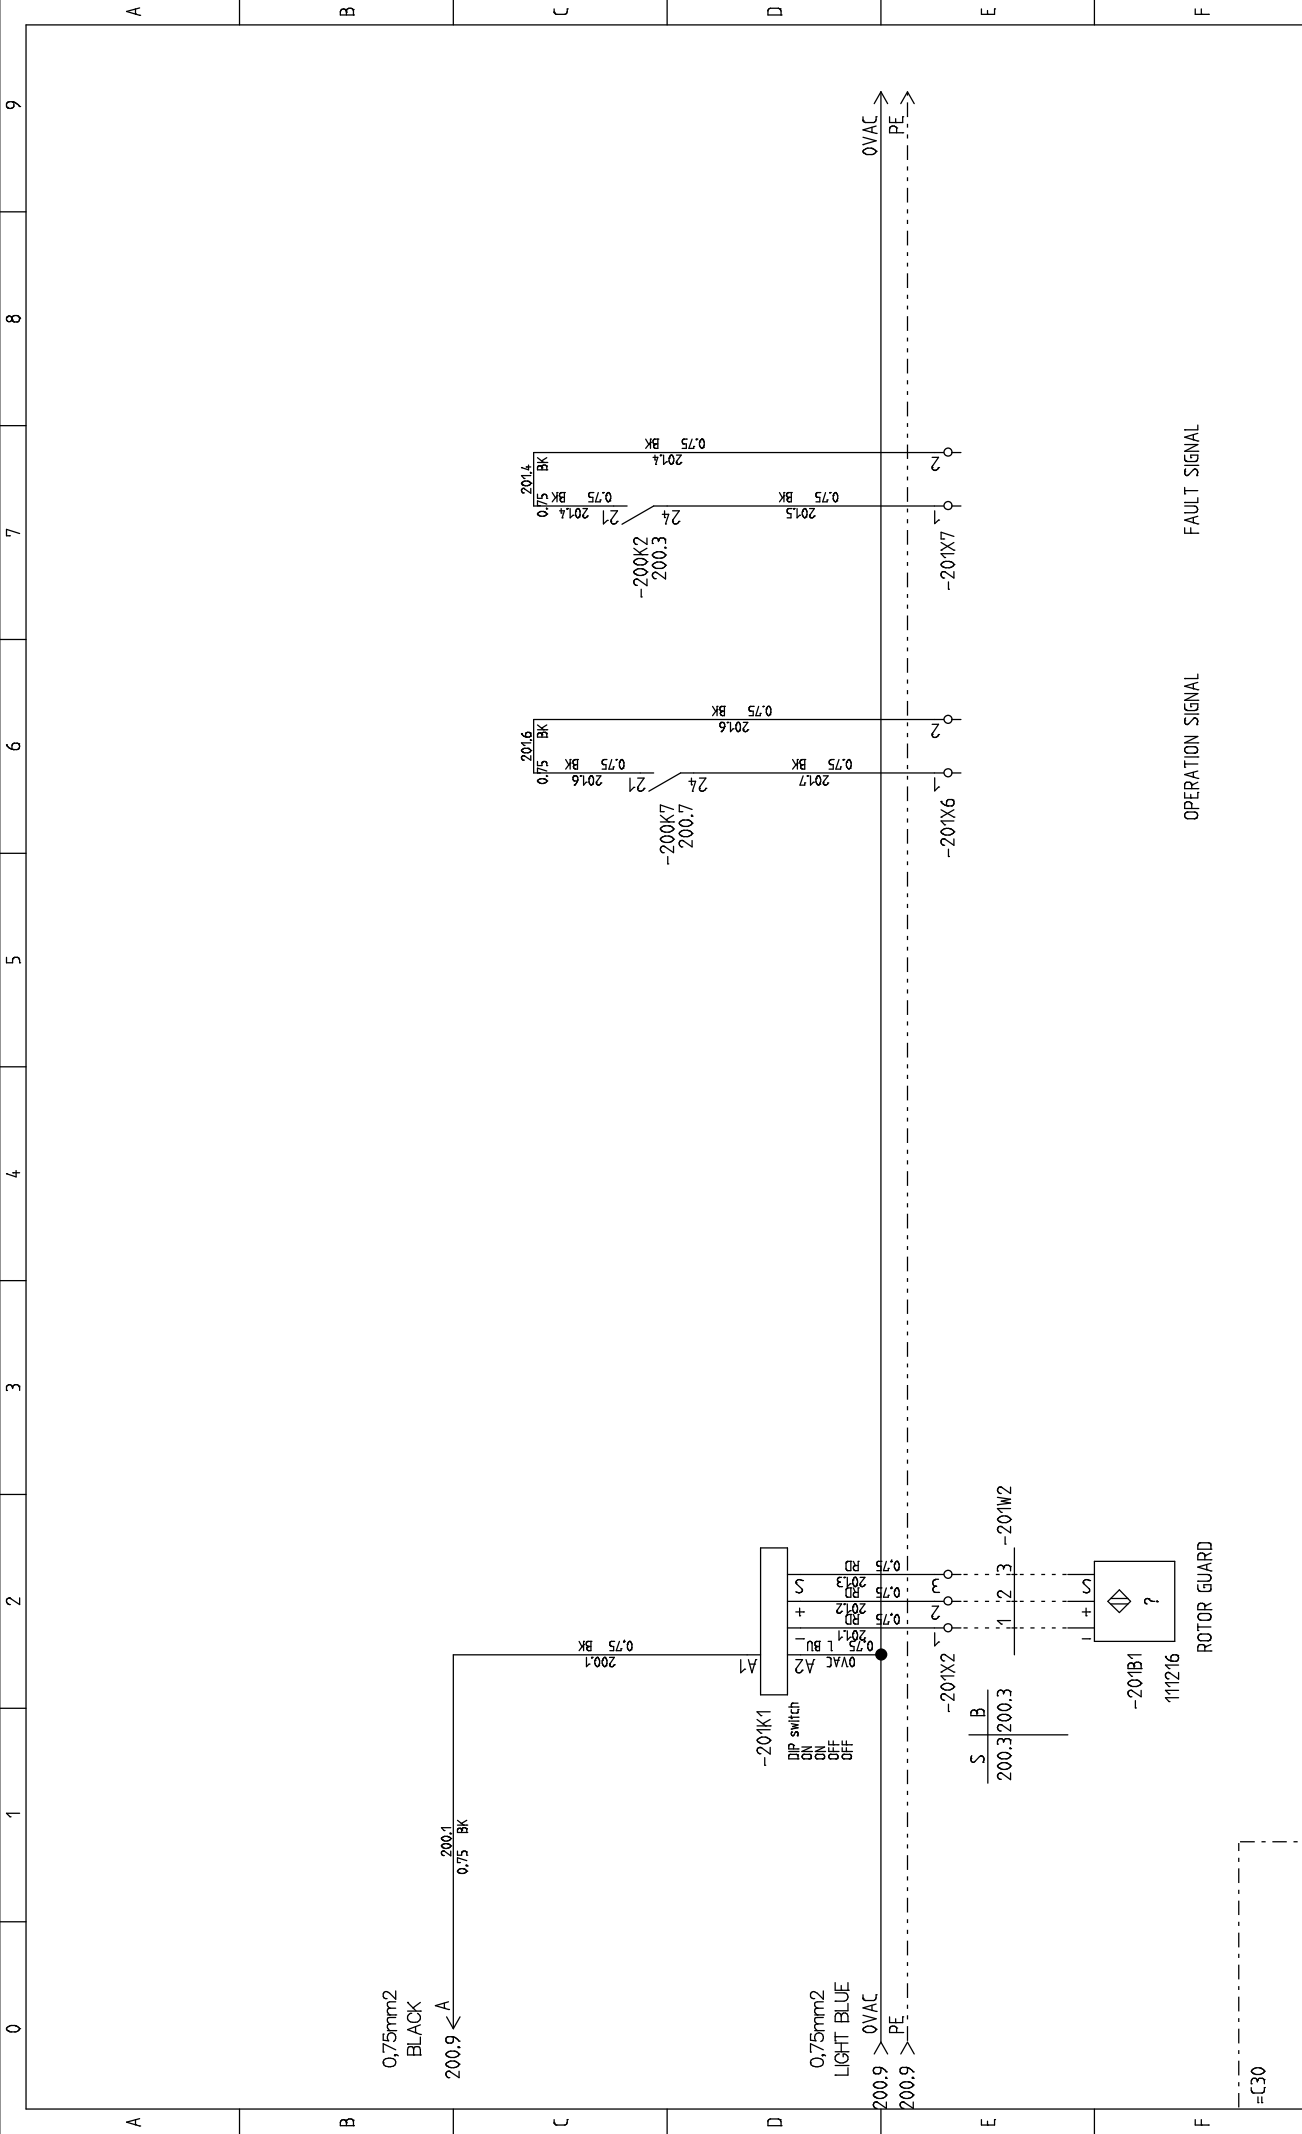 0 1 2 3 4 5 6 7 8 9
A
A
B
B
0,75mm2
BLACK
200.9
A
200.1
0.75 BK
C
C
200.1
0.75 BK
201.6
0.75 BK
201.6
0.75 BK
21
24
-200K7
200.7
201.7
0.75 BK
201.6
0.75 BK
201.4
0.75 BK
201.4
0.75 BK
21
24
-200K2
200.3
201.5
0.75 BK
201.4
0.75 BK
D
D
-201K1
DIP switch
ON
ON
OFF
OFF
A1
A2 - + S
0VAC
0.75 L BU
201.1
0.75 RD
201.2
0.75 RD
201.3
0.75 RD
0,75mm2
LIGHT BLUE
200.9
0VAC
0VAC
200.9
PE
PE
E
E
-201X2
1 2 3
-201X6
1 2
-201X7
1 2
S B
200.3 200.3
1 2 3
-201W2
- + S
?
-201B1
111216
ROTOR GUARD
OPERATION SIGNAL
FAULT SIGNAL
F
F
=C30